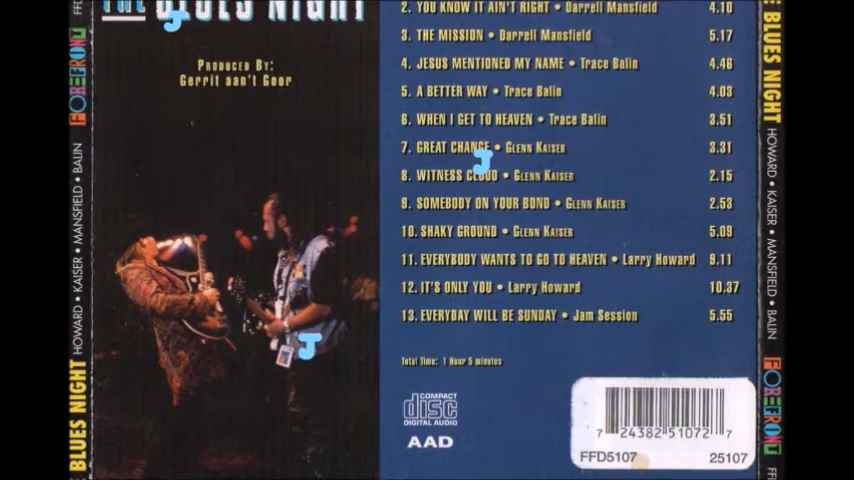 THE BLUES NIGHT
PRODUCED BY:
Gerrit aan't Goor
2. YOU KNOW IT AIN'T RIGHT • Darrell Mansfield 4.10
3. THE MISSION • Darrell Mansfield 5.17
4. JESUS MENTIONED MY NAME • Trace Balin 4.46
5. A BETTER WAY • Trace Balin 4.03
6. WHEN I GET TO HEAVEN • Trace Balin 3.51
7. GREAT CHANGE • GLENN KAISER 3.31
8. WITNESS CLOUD • GLENN KAISER 2.15
9. SOMEBODY ON YOUR BOND • GLENN KAISER 2.53
10. SHAKY GROUND • GLENN KAISER 5.09
11. EVERYBODY WANTS TO GO TO HEAVEN • Larry Howard 9.11
12. IT'S ONLY YOU • Larry Howard 10.37
13. EVERYDAY WILL BE SUNDAY • Jam Session 5.55
Total Time: 1 Hour 5 minutes
COMPACT
disc
DIGITAL AUDIO
AAD
7 24382 51072 7
FFD5107 25107
BLUES NIGHT HOWARD • KAISER • MANSFIELD • BALIN FOREFRONT
BLUES NIGHT HOWARD • KAISER • MANSFIELD • BALIN FOREFRONT
J
J
J